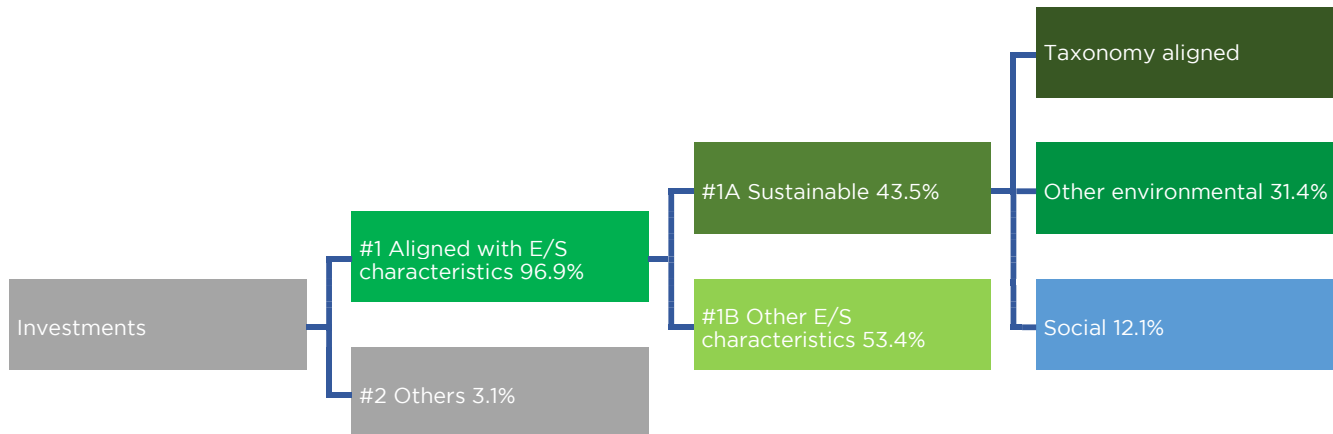 Investments
#1 Aligned with E/S
characteristics 96.9%
#2 Others 3.1%
#1A Sustainable 43.5%
#1B Other E/S
characteristics 53.4%
Taxonomy aligned
Other environmental 31.4%
Social 12.1%